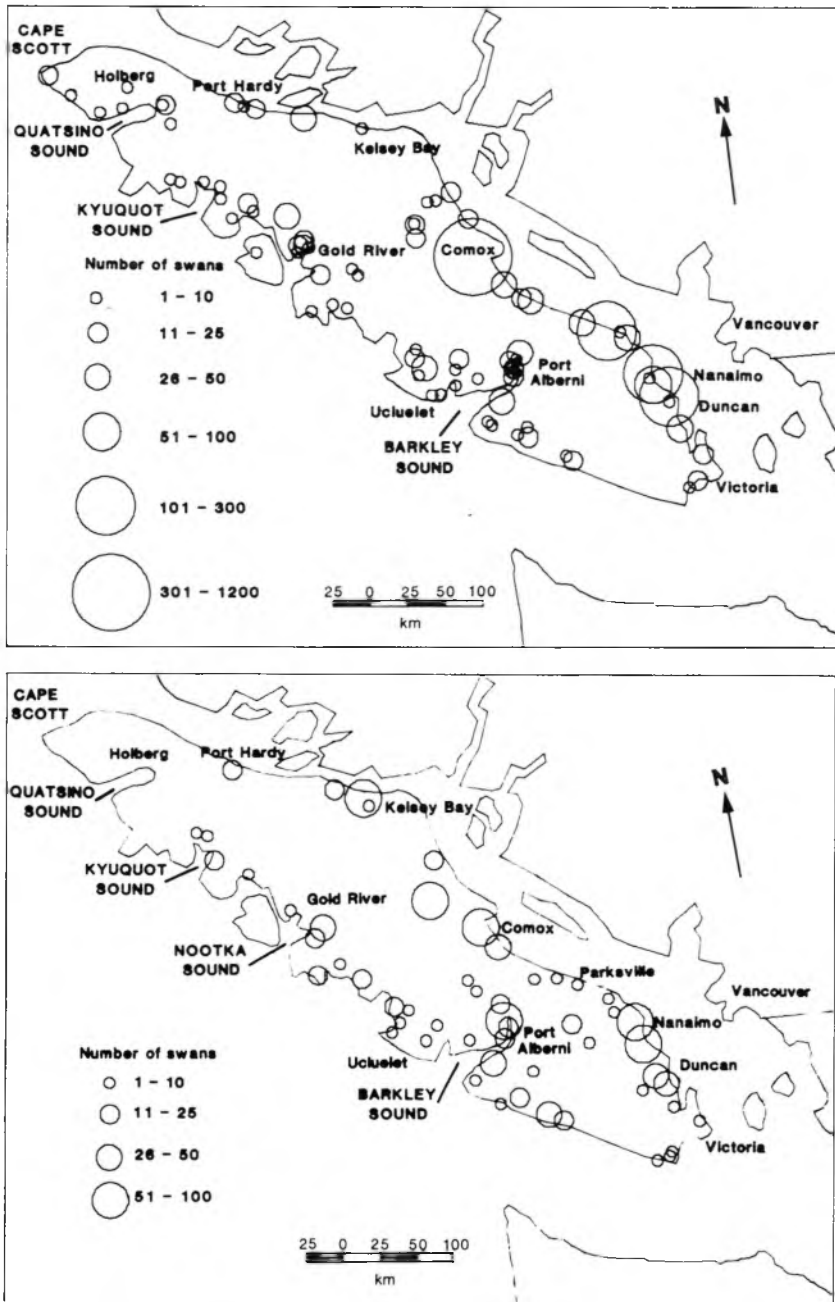 CAPE
SCOTT
Holberg
Port Hardy
QUATSINO
SOUND
Kelsey Bay
N
KYUQUOT
SOUND
Gold River
Comox
Number of swans
1 - 10
11 - 25
26 - 50
51 - 100
101 - 300
301 - 1200
Vancouver
Port
Alberni
Nanaimo
Duncan
Ucluelet
BARKLEY
SOUND
Victoria
25 0 25 50 100
km
CAPE
SCOTT
Holberg
Port Hardy
QUATSINO
SOUND
Kelsey Bay
N
KYUQUOT
SOUND
Gold River
Comox
NOOTKA
SOUND
Parksville
Vancouver
Nanaimo
Port
Alberni
Number of swans
1 - 10
11 - 25
26 - 50
51 - 100
Ucluelet
Duncan
BARKLEY
SOUND
Victoria
25 0 25 50 100
km